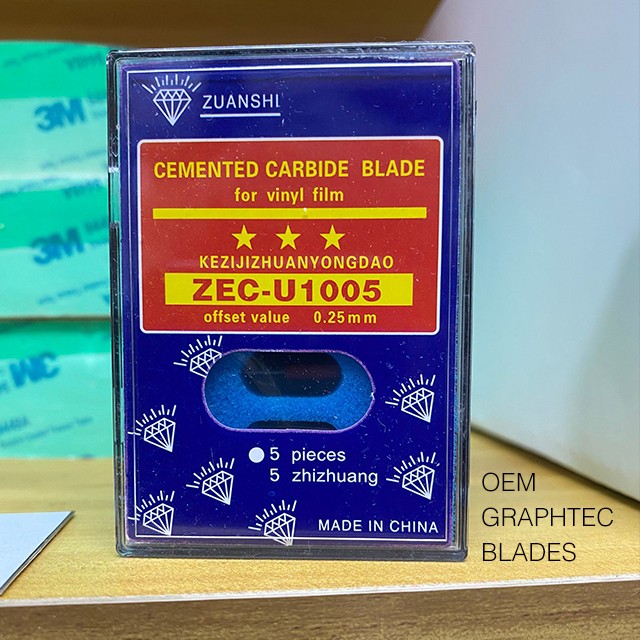 ZUANSHI
CEMENTED CARBIDE BLADE
for vinyl film
KEZIJIZHUANYONGDAO
ZEC-U1005
offset value 0.25mm
5 pieces
5 zhizhuang
MADE IN CHINA
OEM
GRAPHTEC
BLADES
3M
3M
3M